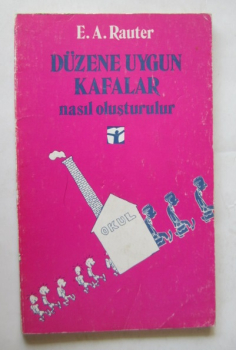 E. A. Rauter
DÜZENE UYGUN
KAFALAR
nasıl oluşturulur
OKUL